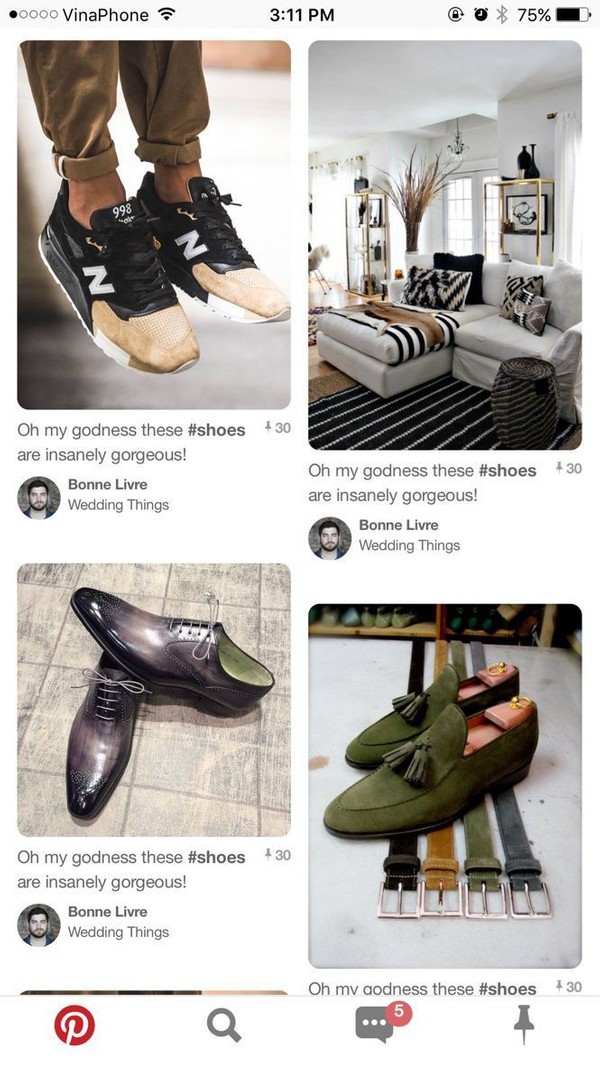 VinaPhone 3:11 PM 75%
998
N N
Oh my godness these #shoes 30
are insanely gorgeous!
Bonne Livre
Wedding Things
Oh my godness these #shoes 30
are insanely gorgeous!
Bonne Livre
Wedding Things
Oh my godness these #shoes 30
are insanely gorgeous!
Bonne Livre
Wedding Things
Oh my godness these #shoes 30
5